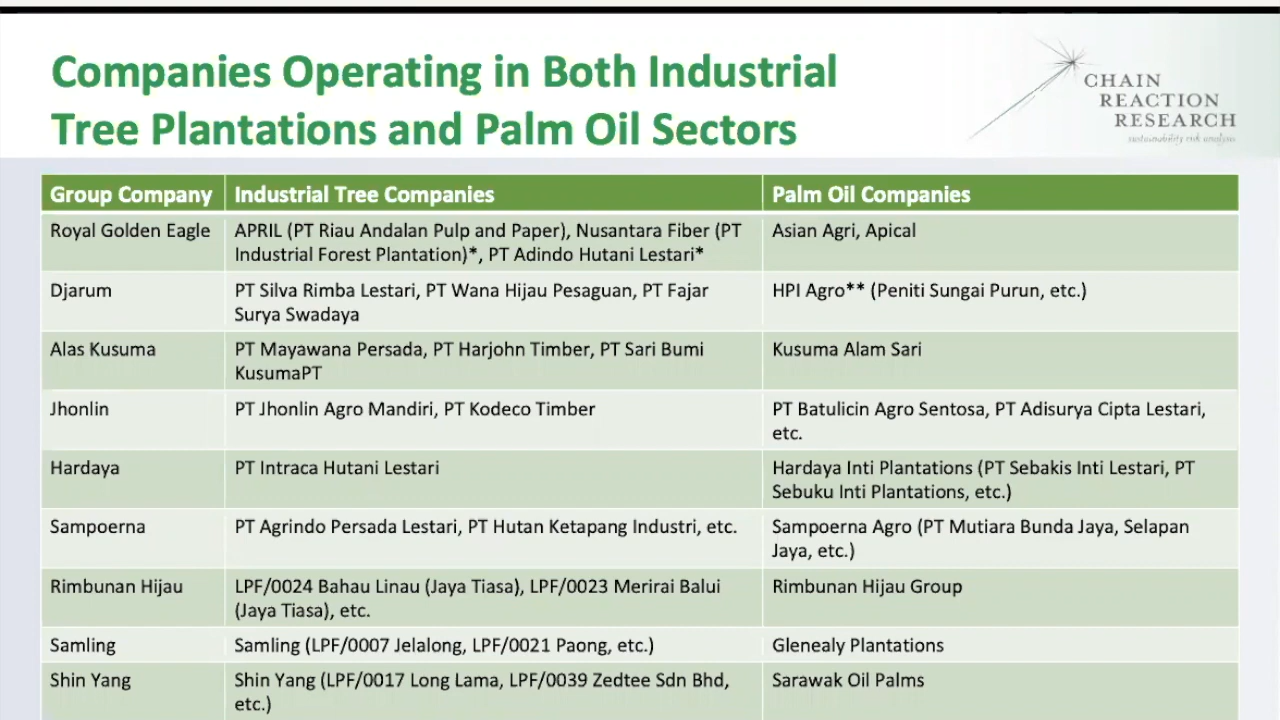 Companies Operating in Both Industrial
Tree Plantations and Palm Oil Sectors
CHAIN
REACTION
RESEARCH
sustainability risk analysis
Group Company Industrial Tree Companies Palm Oil Companies
Royal Golden Eagle APRIL (PT Riau Andalan Pulp and Paper), Nusantara Fiber (PT Asian Agri, Apical
Industrial Forest Plantation)*, PT Adindo Hutani Lestari*
Djarum PT Silva Rimba Lestari, PT Wana Hijau Pesaguan, PT Fajar HPI Agro** (Peniti Sungai Purun, etc.)
Surya Swadaya
Alas Kusuma PT Mayawana Persada, PT Harjohn Timber, PT Sari Bumi Kusuma Alam Sari
KusumaPT
Jhonlin PT Jhonlin Agro Mandiri, PT Kodeco Timber PT Batulicin Agro Sentosa, PT Adisurya Cipta Lestari,
etc.
Hardaya PT Intraca Hutani Lestari Hardaya Inti Plantations (PT Sebakis Inti Lestari, PT
Sebuku Inti Plantations, etc.)
Sampoerna PT Agrindo Persada Lestari, PT Hutan Ketapang Industri, etc. Sampoerna Agro (PT Mutiara Bunda Jaya, Selapan
Jaya, etc.)
Rimbunan Hijau LPF/0024 Bahau Linau (Jaya Tiasa), LPF/0023 Merirai Balui Rimbunan Hijau Group
(Jaya Tiasa), etc.
Samling Samling (LPF/0007 Jelalong, LPF/0021 Paong, etc.) Glenealy Plantations
Shin Yang Shin Yang (LPF/0017 Long Lama, LPF/0039 Zedtee Sdn Bhd, Sarawak Oil Palms
etc.)